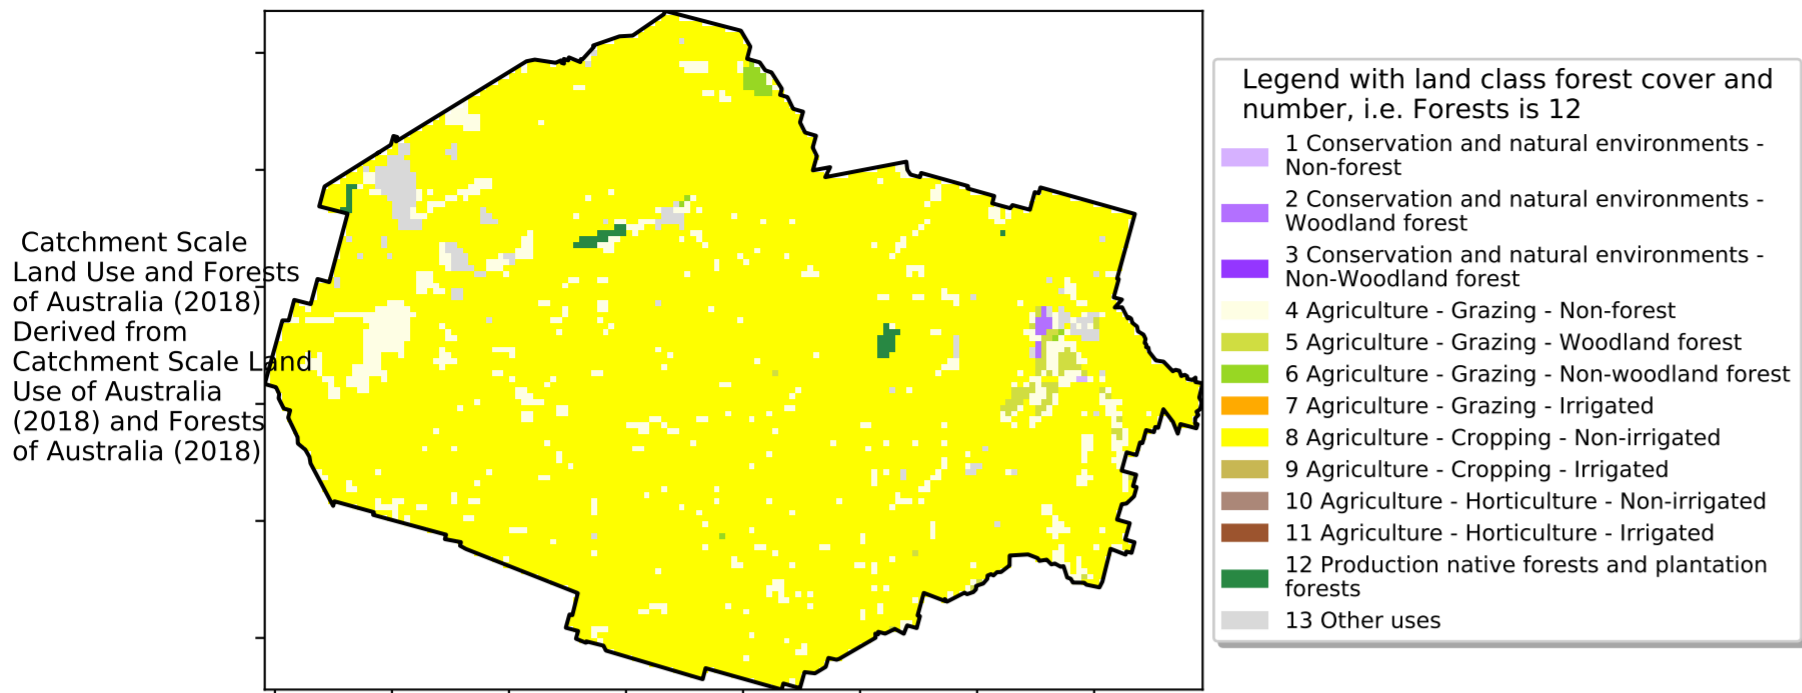 Catchment Scale
Land Use and Forests
of Australia (2018)
Derived from
Catchment Scale Land
Use of Australia
(2018) and Forests
of Australia (2018)
Legend with land class forest cover and
number, i.e. Forests is 12
1 Conservation and natural environments -
Non-forest
2 Conservation and natural environments -
Woodland forest
3 Conservation and natural environments -
Non-Woodland forest
4 Agriculture - Grazing - Non-forest
5 Agriculture - Grazing - Woodland forest
6 Agriculture - Grazing - Non-woodland forest
7 Agriculture - Grazing - Irrigated
8 Agriculture - Cropping - Non-irrigated
9 Agriculture - Cropping - Irrigated
10 Agriculture - Horticulture - Non-irrigated
11 Agriculture - Horticulture - Irrigated
12 Production native forests and plantation
forests
13 Other uses